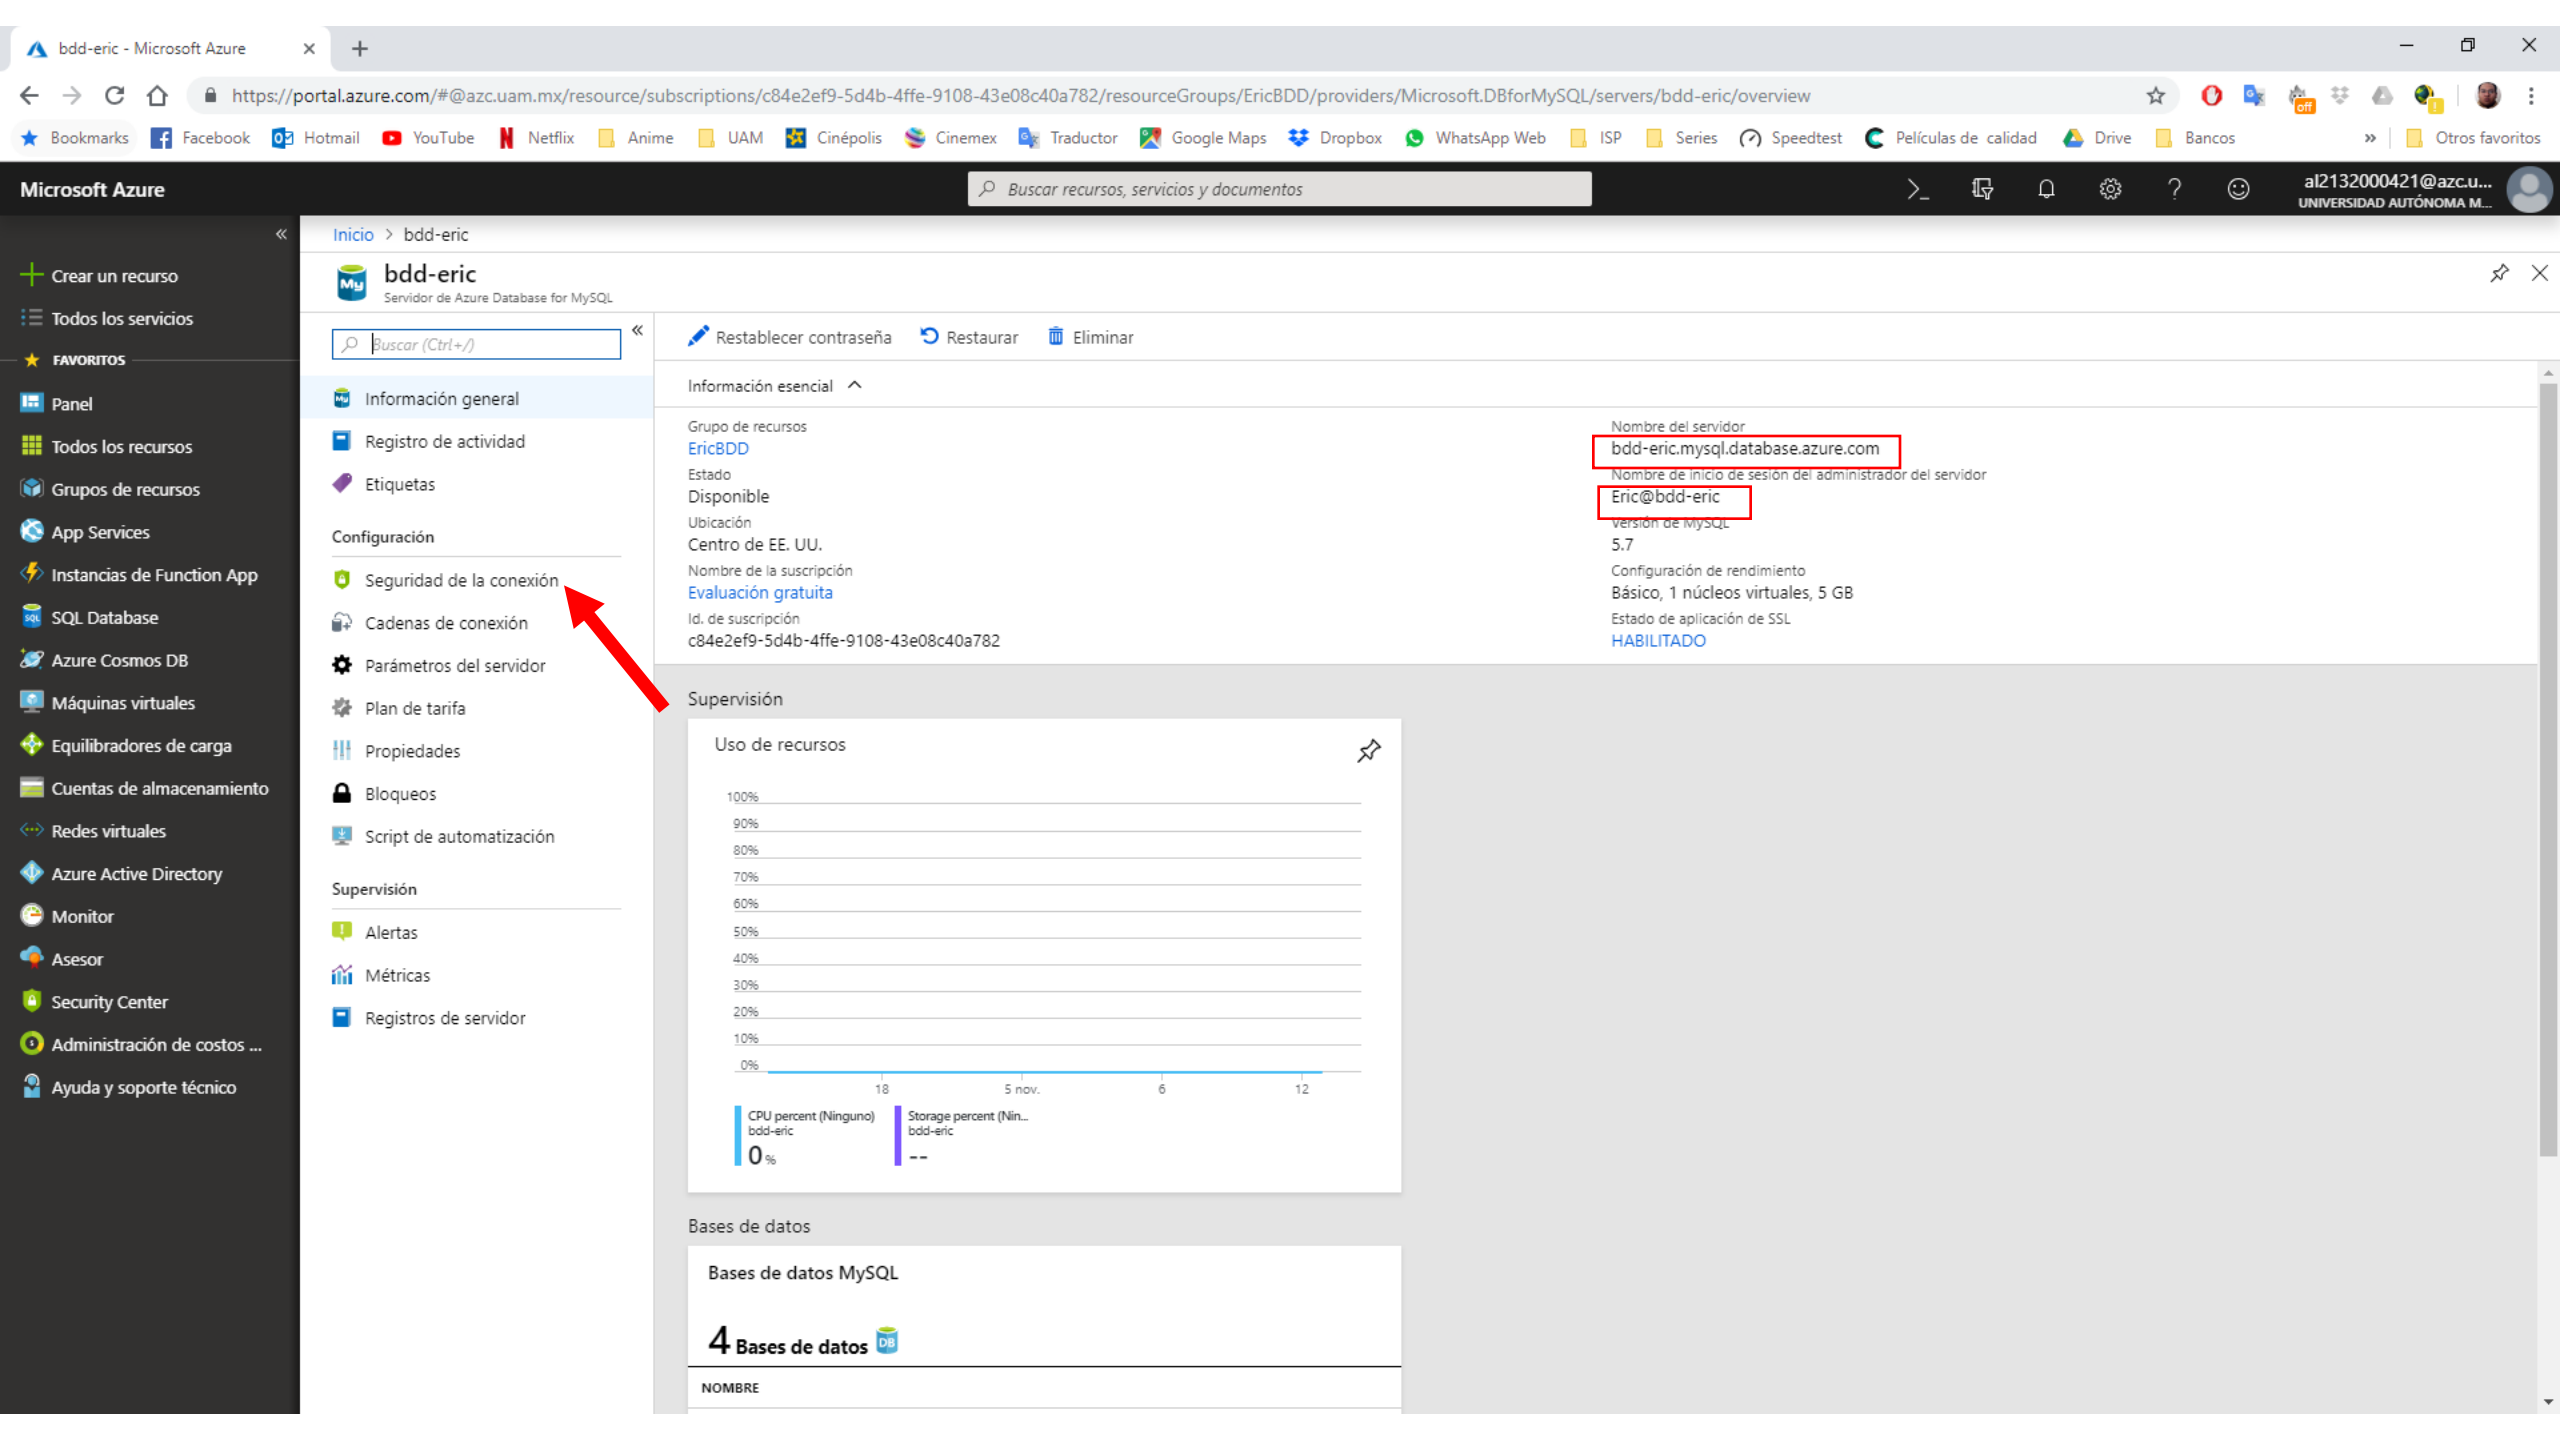 bdd-eric - Microsoft Azure
https://portal.azure.com/#@azc.uam.mx/resource/subscriptions/c84e2ef9-5d4b-4ffe-9108-43e08c40a782/resourceGroups/EricBDD/providers/Microsoft.DBforMySQL/servers/bdd-eric/overview
off
Bookmarks Facebook Hotmail YouTube Netflix Anime UAM Cinépolis Cinemex Traductor Google Maps Dropbox WhatsApp Web ISP Series Speedtest Películas de calidad Drive Bancos » Otros favoritos
Microsoft Azure
Buscar recursos, servicios y documentos
al2132000421@azc.u...
UNIVERSIDAD AUTÓNOMA M...
«
Crear un recurso
Todos los servicios
FAVORITOS
Panel
Todos los recursos
Grupos de recursos
App Services
Instancias de Function App
SQL Database
Azure Cosmos DB
Máquinas virtuales
Equilibradores de carga
Cuentas de almacenamiento
Redes virtuales
Azure Active Directory
Monitor
Asesor
Security Center
Administración de costos ...
Ayuda y soporte técnico
Inicio > bdd-eric
My
bdd-eric
Servidor de Azure Database for MySQL
Buscar (Ctrl+/)
«
Información general
Registro de actividad
Etiquetas
Configuración
Seguridad de la conexión
Cadenas de conexión
Parámetros del servidor
Plan de tarifa
Propiedades
Bloqueos
Script de automatización
Supervisión
Alertas
Métricas
Registros de servidor
Restablecer contraseña Restaurar Eliminar
Información esencial
Grupo de recursos
EricBDD
Estado
Disponible
Ubicación
Centro de EE. UU.
Nombre de la suscripción
Evaluación gratuita
Id. de suscripción
c84e2ef9-5d4b-4ffe-9108-43e08c40a782
Nombre del servidor
bdd-eric.mysql.database.azure.com
Nombre de inicio de sesión del administrador del servidor
Eric@bdd-eric
Versión de MySQL
5.7
Configuración de rendimiento
Básico, 1 núcleos virtuales, 5 GB
Estado de aplicación de SSL
HABILITADO
Supervisión
Uso de recursos
100%
90%
80%
70%
60%
50%
40%
30%
20%
10%
0%
18 5 nov. 6 12
CPU percent (Ninguno)
bdd-eric
0 %
Storage percent (Nin...
bdd-eric
--
Bases de datos
Bases de datos MySQL
4 Bases de datos DB
NOMBRE